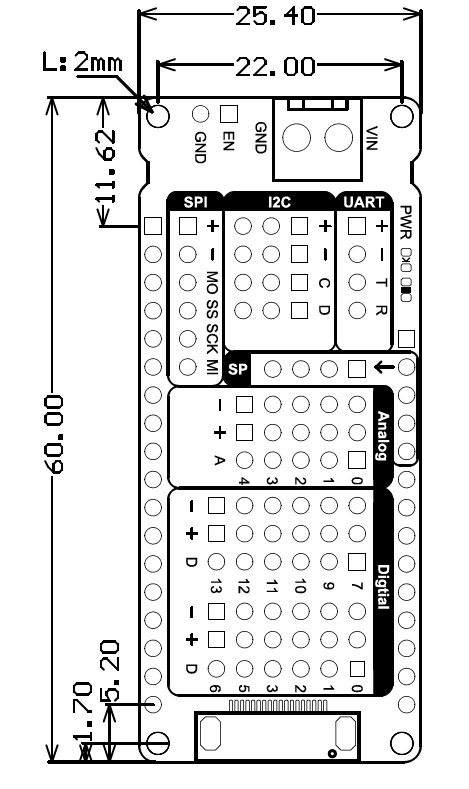 25.40
L:2mm
22.00
GND
EN
GND
VIN
11.62
SPI
I2C
UART
PWR
+
-
MO
SS
SCK
MI
+
-
C
D
+
-
T
R
SP
←
60.00
-
+
A
4
3
2
1
0
Analog
-
+
D
13
12
11
10
9
7
Digtial
-
+
D
6
5
3
2
1
0
5.20
1.70